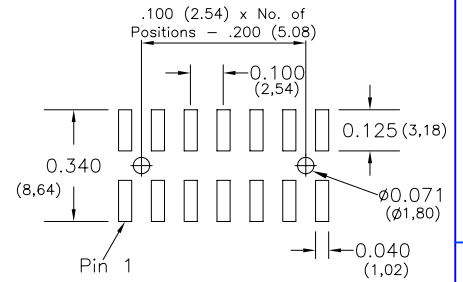 .100 (2.54) x No. of
Positions – .200 (5.08)
0.100
(2,54)
0.125 (3,18)
0.340
(8,64)
ø0.071
(ø1,80)
0.040
(1,02)
Pin 1